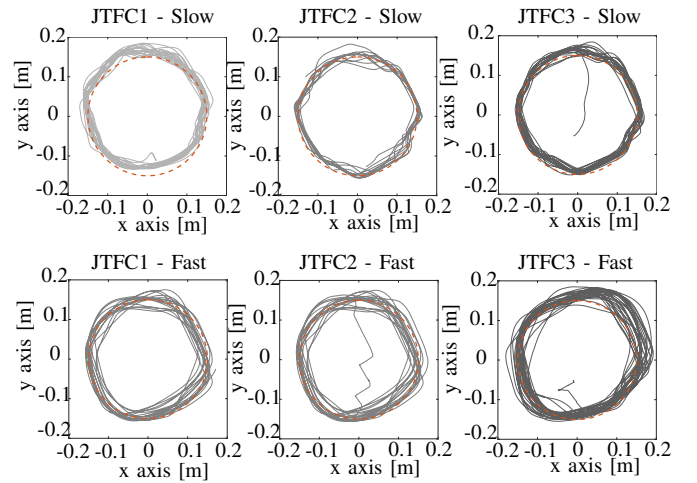 JTFC1 - Slow JTFC2 - Slow JTFC3 - Slow
0.2 0.2 0.2
0.1 0.1 0.1
y axis [m] 0 y axis [m] 0 y axis [m] 0
-0.1 -0.1 -0.1
-0.2 -0.2 -0.2
-0.2 -0.1 0 0.1 0.2 -0.2 -0.1 0 0.1 0.2 -0.2 -0.1 0 0.1 0.2
x axis [m] x axis [m] x axis [m]
JTFC1 - Fast JTFC2 - Fast JTFC3 - Fast
0.2 0.2 0.2
0.1 0.1 0.1
y axis [m] 0 y axis [m] 0 y axis [m] 0
-0.1 -0.1 -0.1
-0.2 -0.2 -0.2
-0.2 -0.1 0 0.1 0.2 -0.2 -0.1 0 0.1 0.2 -0.2 -0.1 0 0.1 0.2
x axis [m] x axis [m] x axis [m]